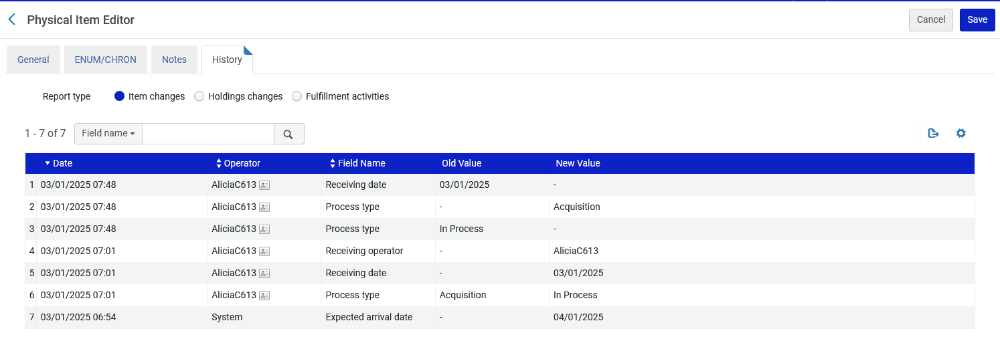 Physical Item Editor Cancel Save
General ENUM/CHRON Notes History
Report type Item changes Holdings changes Fulfillment activities
1 - 7 of 7 Field name
Date Operator Field Name Old Value New Value
1 03/01/2025 07:48 AliciaC613 Receiving date 03/01/2025 -
2 03/01/2025 07:48 AliciaC613 Process type - Acquisition
3 03/01/2025 07:48 AliciaC613 Process type In Process -
4 03/01/2025 07:01 AliciaC613 Receiving operator - AliciaC613
5 03/01/2025 07:01 AliciaC613 Receiving date - 03/01/2025
6 03/01/2025 07:01 AliciaC613 Process type Acquisition In Process
7 03/01/2025 06:54 System Expected arrival date - 04/01/2025